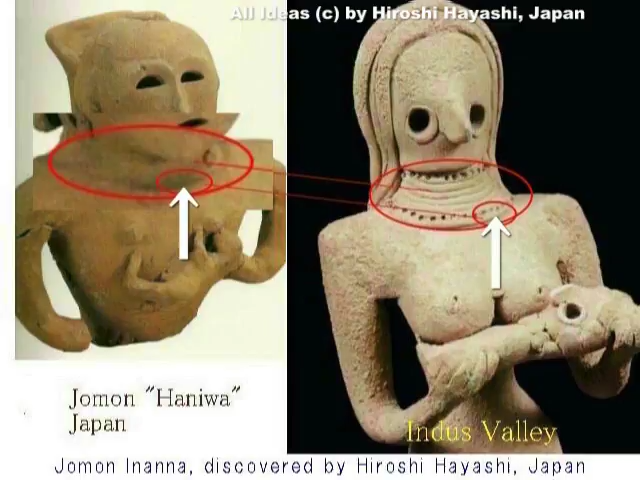 All Ideas (c) by Hiroshi Hayashi, Japan
Jomon "Haniwa"
Japan
Indus Valley
Jomon Inanna, discovered by Hiroshi Hayashi, Japan